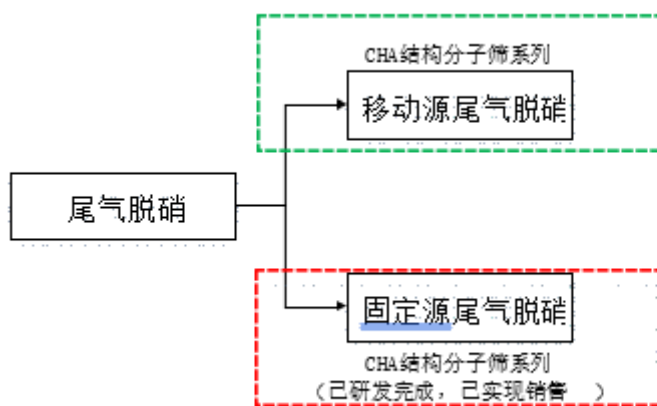 CHA结构分子筛系列
移动源尾气脱硝
尾气脱硝
固定源尾气脱硝
CHA结构分子筛系列
（已研发完成，已实现销售 ）